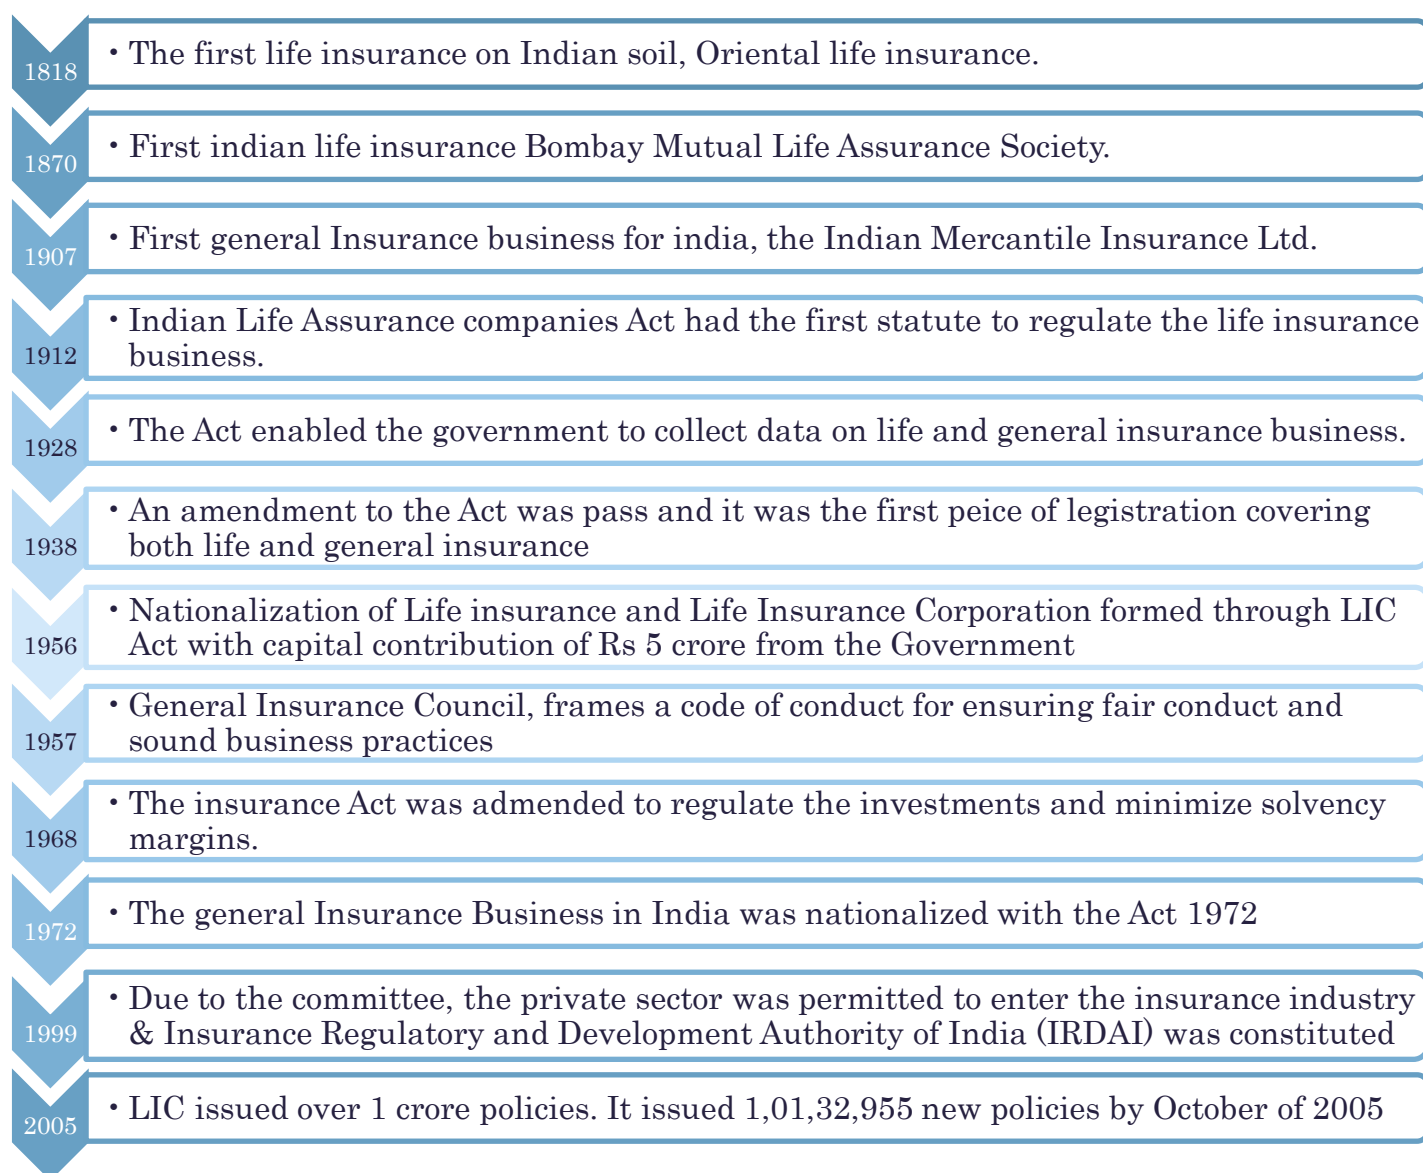 1818
• The first life insurance on Indian soil, Oriental life insurance.
1870
• First indian life insurance Bombay Mutual Life Assurance Society.
1907
• First general Insurance business for india, the Indian Mercantile Insurance Ltd.
1912
• Indian Life Assurance companies Act had the first statute to regulate the life insurance
business.
1928
• The Act enabled the government to collect data on life and general insurance business.
1938
• An amendment to the Act was pass and it was the first peice of legistration covering
both life and general insurance
1956
• Nationalization of Life insurance and Life Insurance Corporation formed through LIC
Act with capital contribution of Rs 5 crore from the Government
1957
• General Insurance Council, frames a code of conduct for ensuring fair conduct and
sound business practices
1968
• The insurance Act was admended to regulate the investments and minimize solvency
margins.
1972
• The general Insurance Business in India was nationalized with the Act 1972
1999
• Due to the committee, the private sector was permitted to enter the insurance industry
& Insurance Regulatory and Development Authority of India (IRDAI) was constituted
2005
• LIC issued over 1 crore policies. It issued 1,01,32,955 new policies by October of 2005